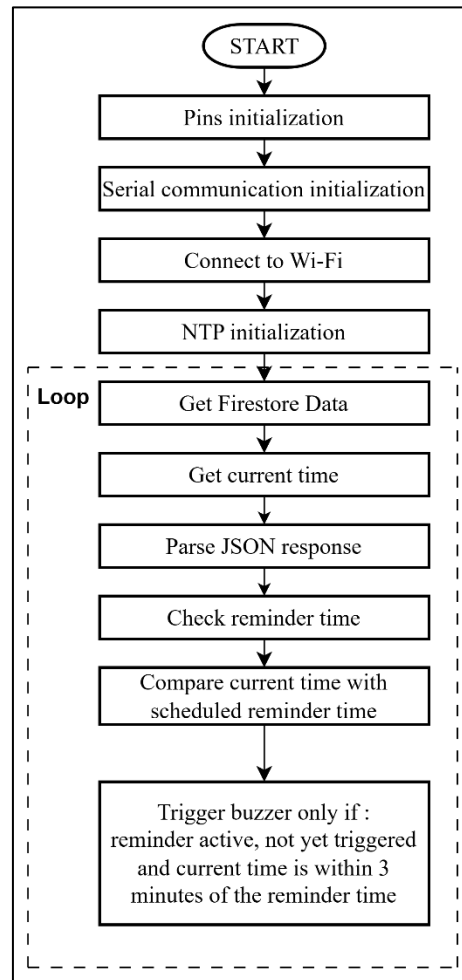 START
Pins initialization
Serial communication initialization
Connect to Wi-Fi
NTP initialization
Loop
Get Firestore Data
Get current time
Parse JSON response
Check reminder time
Compare current time with
scheduled reminder time
Trigger buzzer only if :
reminder active, not yet triggered
and current time is within 3
minutes of the reminder time